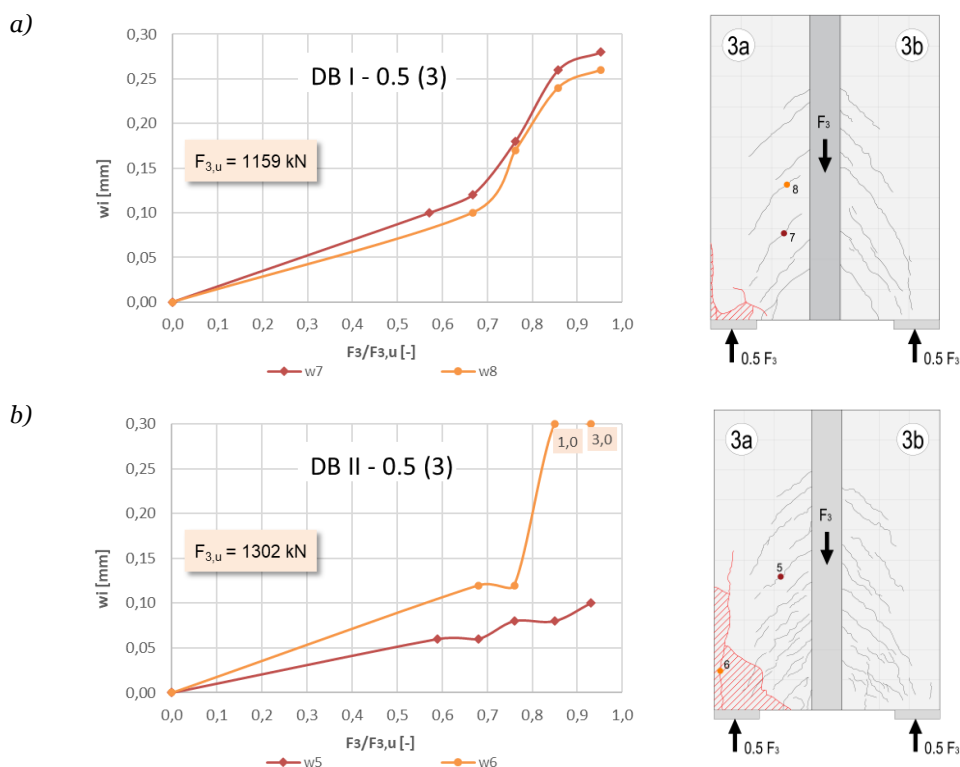 a)
0,30
0,25
0,20
0,15
0,10
0,05
0,00
wi [mm]
DB I - 0.5 (3)
F3,u = 1159 kN
0,0 0,1 0,2 0,3 0,4 0,5 0,6 0,7 0,8 0,9 1,0
F3/F3,u [-]
w7 w8
3a 3b
F3
8
7
0.5 F3 0.5 F3
b)
0,30
0,25
0,20
0,15
0,10
0,05
0,00
wi [mm]
1,0 3,0
DB II - 0.5 (3)
F3,u = 1302 kN
0,0 0,1 0,2 0,3 0,4 0,5 0,6 0,7 0,8 0,9 1,0
F3/F3,u [-]
w5 w6
3a 3b
F3
5
6
0.5 F3 0.5 F3